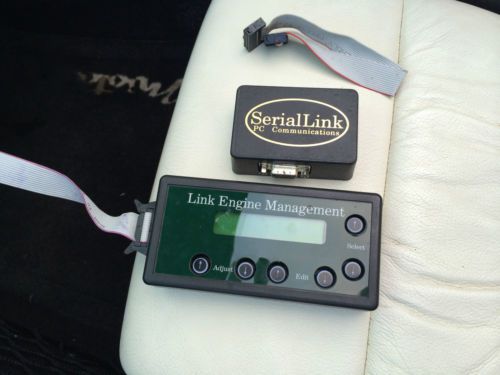 SerialLink
PC Communications
Link Engine Management
Select
Adjust
Edit